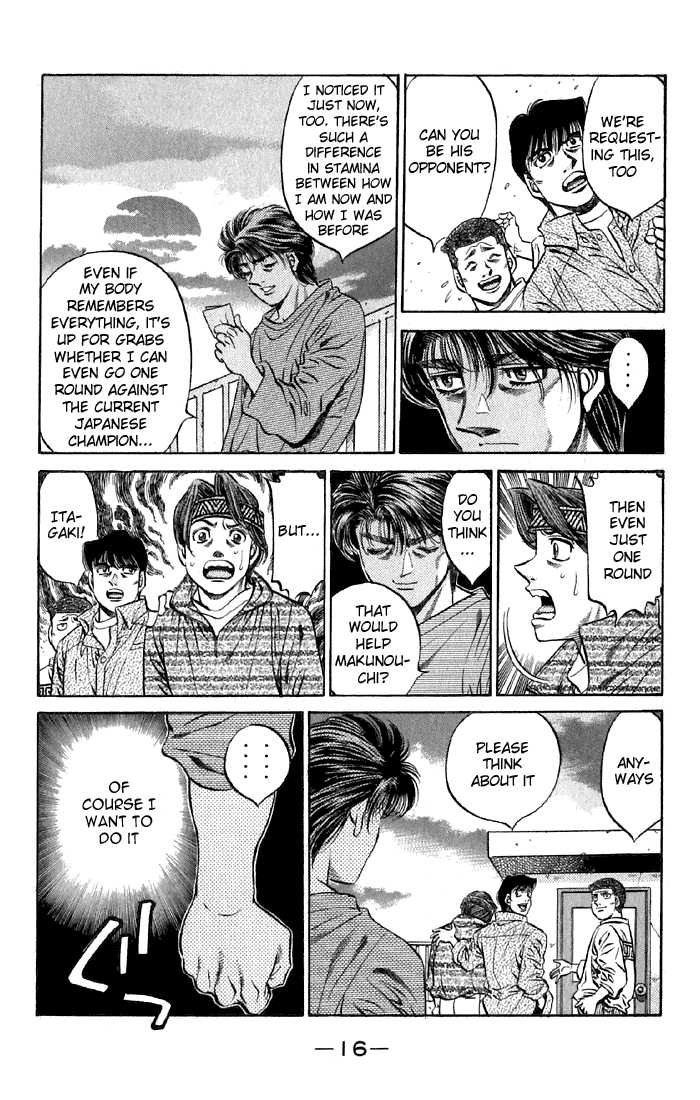 WE'RE
REQUEST-
ING THIS,
TOO
CAN YOU
BE HIS
OPPONENT?
I NOTICED IT
JUST NOW,
TOO. THERE'S
SUCH A
DIFFERENCE
IN STAMINA
BETWEEN HOW
I AM NOW AND
HOW I WAS
BEFORE
EVEN IF
MY BODY
REMEMBERS
EVERYTHING, IT'S
UP FOR GRABS
WHETHER I CAN
EVEN GO ONE
ROUND AGAINST
THE CURRENT
JAPANESE
CHAMPION...
....
THEN
EVEN
JUST
ONE
ROUND
DO
YOU
THINK
...
THAT
WOULD
HELP
MAKUNOU-
CHI?
BUT...
ITA-
GAKI!
ANY-
WAYS
PLEASE
THINK
ABOUT IT
....
OF
COURSE I
WANT TO
DO IT
ぐっ
—16—